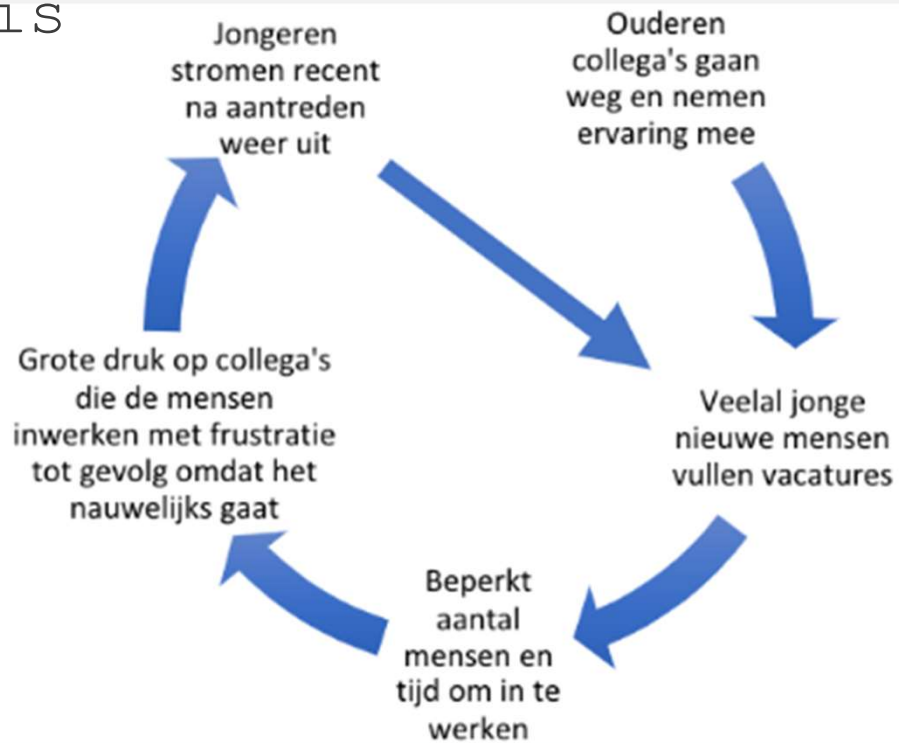 is
Jongeren
stromen recent
na aantreden
weer uit
Ouderen
collega's gaan
weg en nemen
ervaring mee
Veelal jonge
nieuwe mensen
vullen vacatures
Beperkt
aantal
mensen en
tijd om in te
werken
Grote druk op collega's
die de mensen
inwerken met frustratie
tot gevolg omdat het
nauwelijks gaat